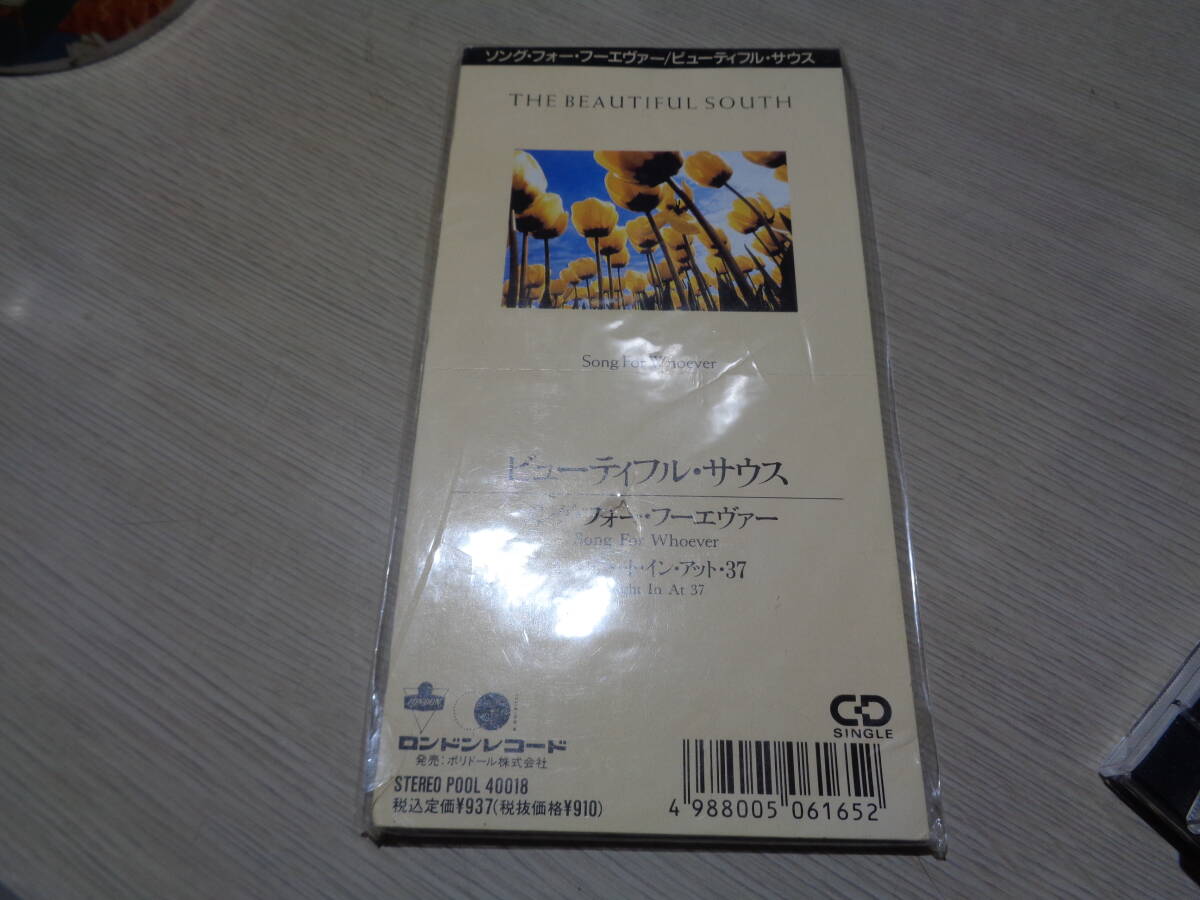 ソング・フォー・フーエヴァー/ビューティフル・サウス
THE BEAUTIFUL SOUTH
Song For Whoever
ビューティフル・サウス
フォー・フーエヴァー
Song For Whoever
ト・イン・アット・37
In At 37
LONDON
CD
SINGLE
ロンドンレコード
発売:ポリドール株式会社
STEREO POOL 40018
税込定価¥937(税抜価格¥910)
4 988005 061652